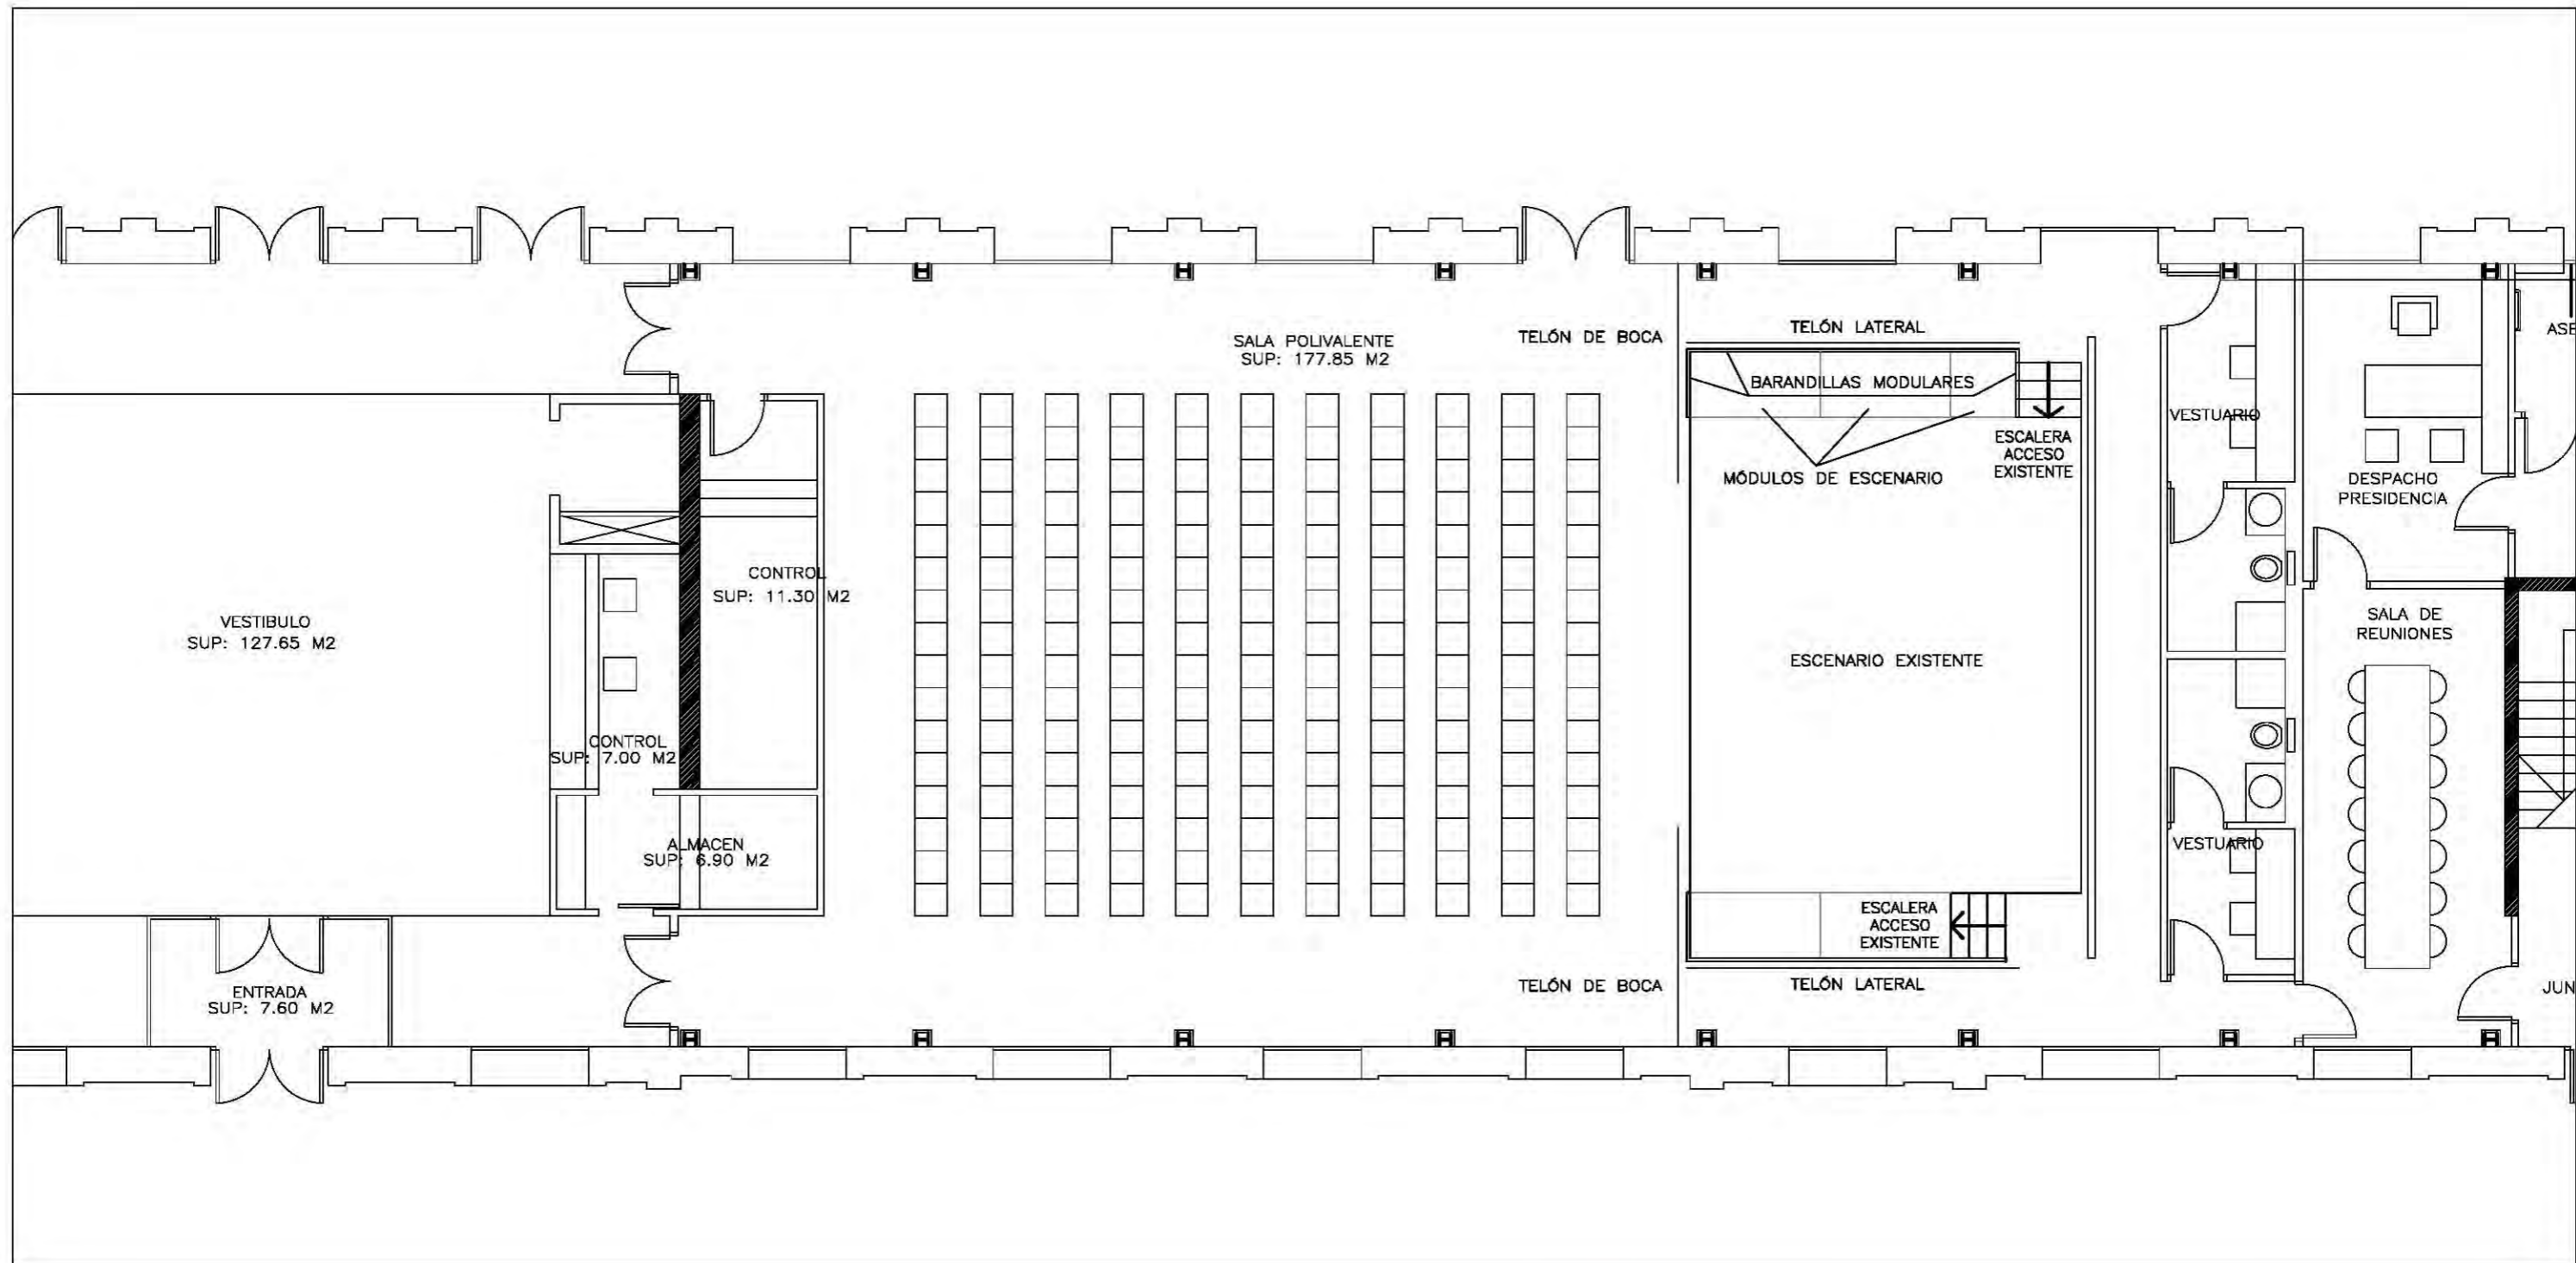 SALA POLIVALENTE
SUP: 177.85 M2
TELÓN DE BOCA
TELÓN LATERAL
BARANDILLAS MODULARES
MÓDULOS DE ESCENARIO
ESCALERA
ACCESO
EXISTENTE
VESTUARIO
DESPACHO
PRESIDENCIA
ASE
CONTROL
SUP: 11.30 M2
VESTIBULO
SUP: 127.65 M2
ESCENARIO EXISTENTE
SALA DE
REUNIONES
CONTROL
SUP: 7.00 M2
ALMACEN
SUP: 6.90 M2
VESTUARIO
ESCALERA
ACCESO
EXISTENTE
ENTRADA
SUP: 7.60 M2
TELÓN DE BOCA
TELÓN LATERAL
JUN